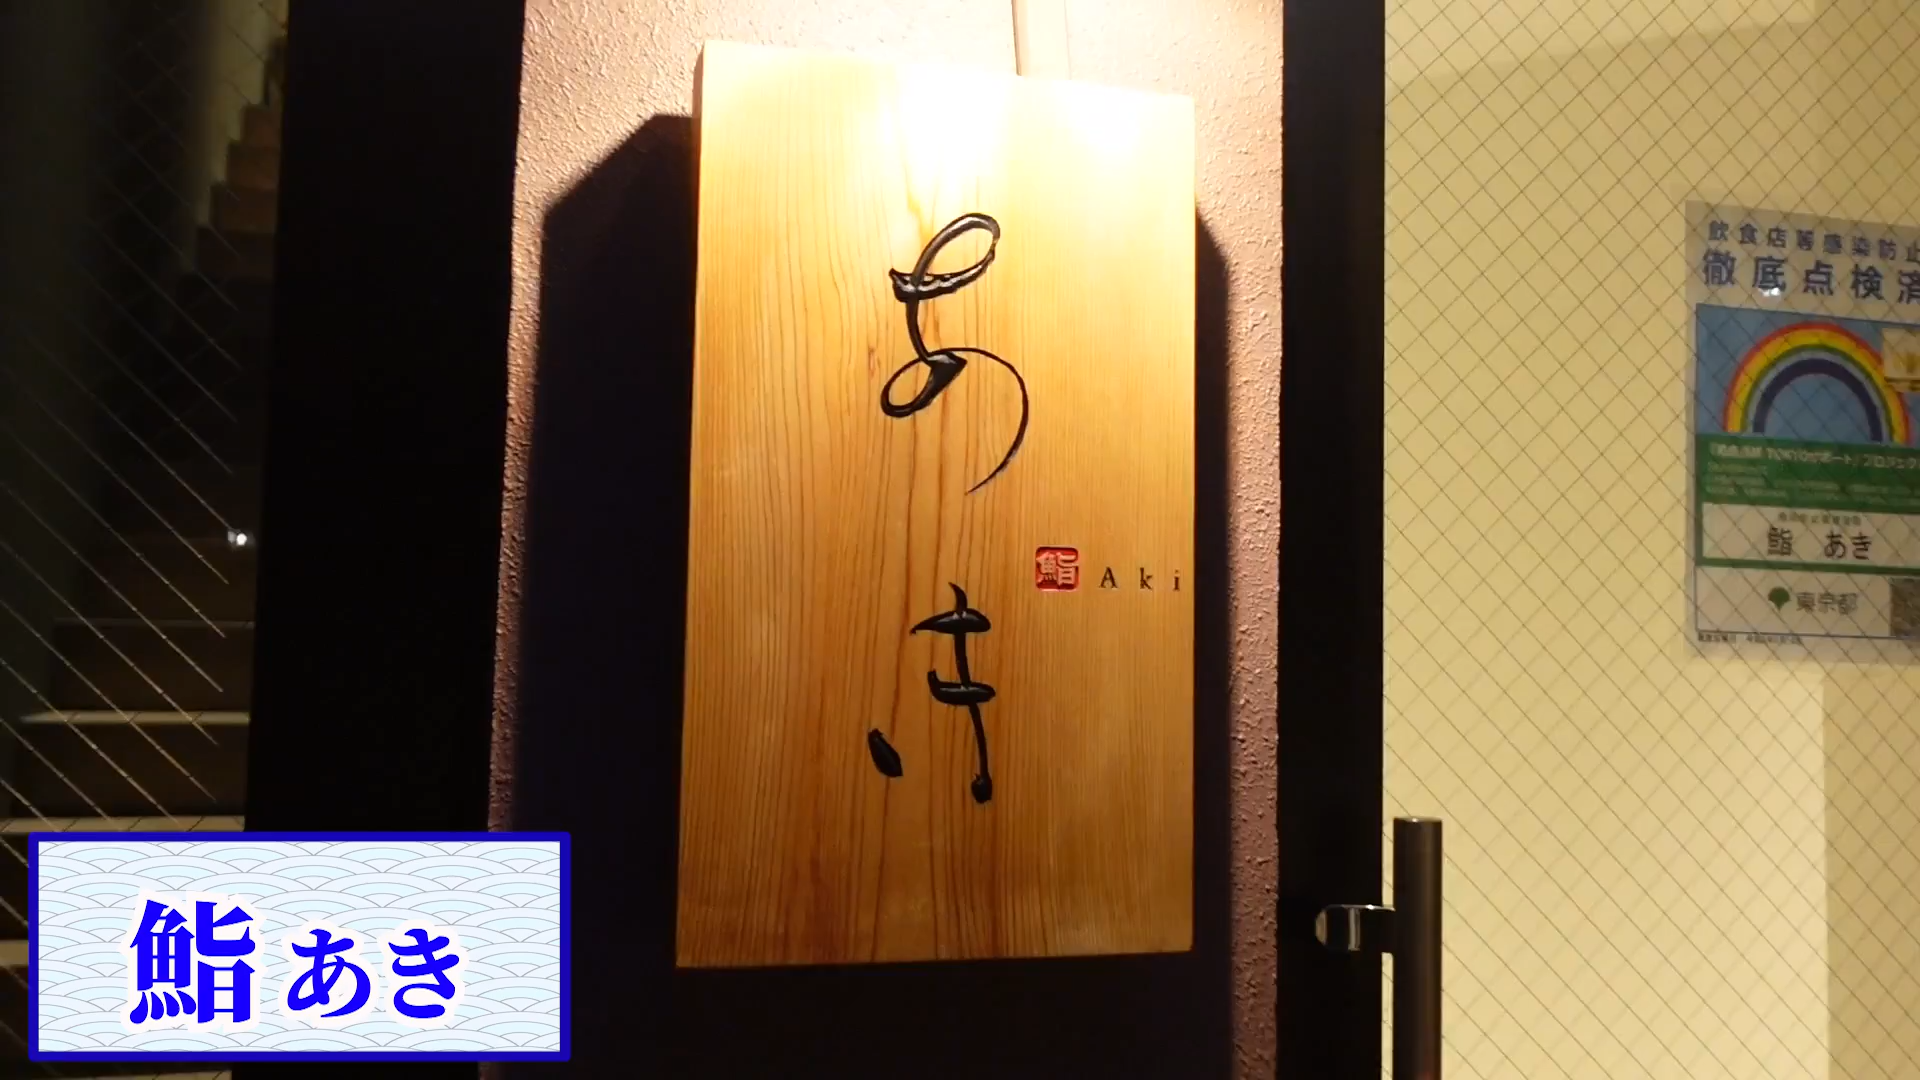 あき
鮨 Aki
飲食店等感染防止
徹底点検済
鮨 あき
東京都
鮨 あき